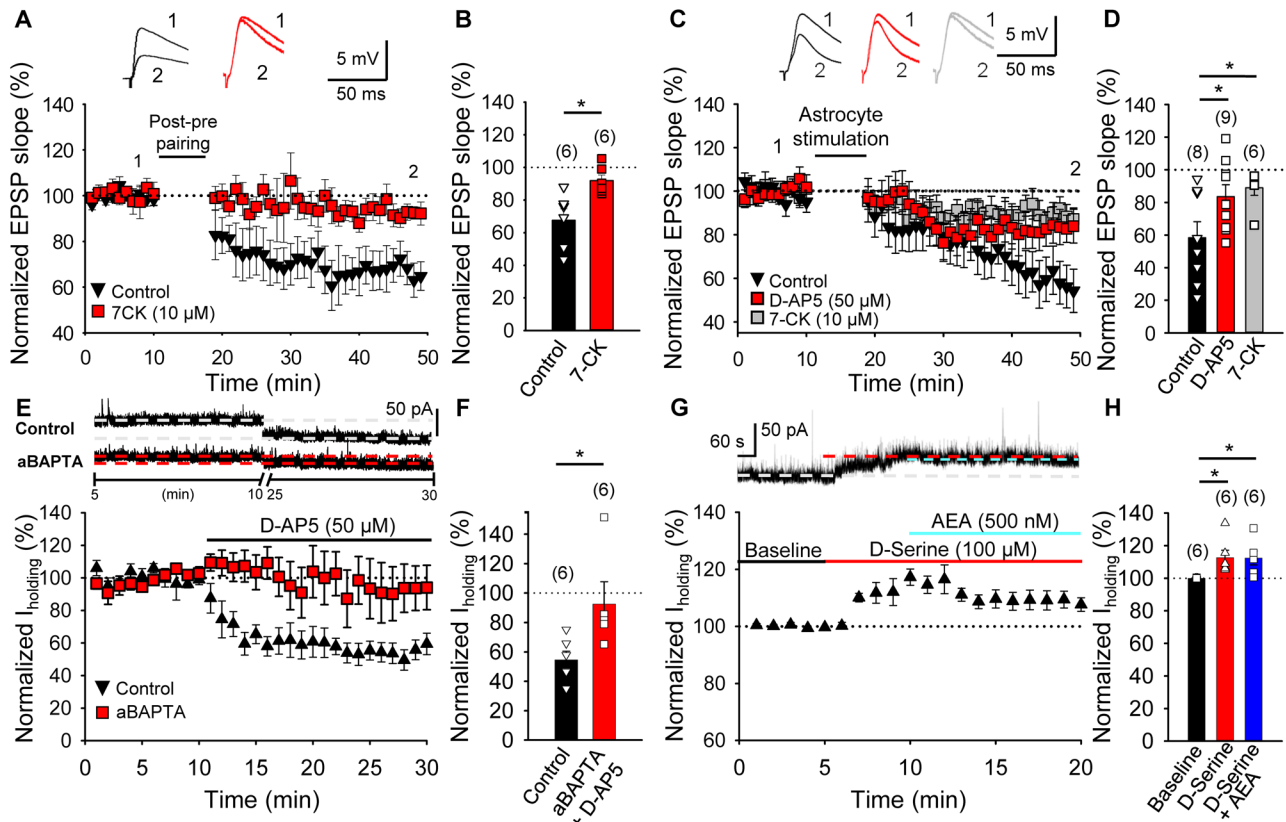 A
1
2
1
2
5 mV
50 ms
Normalized EPSP slope (%)
140
120
100
80
60
40
Post-pre
pairing
1
2
Control
7CK (10 µM)
0
10
20
30
40
50
Time (min)
B
Normalized EPSP slope (%)
140
120
100
80
60
40
20
0
*
(6)
(6)
Control
7-CK
C
1
2
1
2
1
2
5 mV
50 ms
Normalized EPSP slope (%)
140
120
100
80
60
40
Astrocyte
stimulation
1
2
Control
D-AP5 (50 µM)
7-CK (10 µM)
0
10
20
30
40
50
Time (min)
D
Normalized EPSP slope (%)
140
120
100
80
60
40
20
0
*
*
(8)
(9)
(6)
Control
D-AP5
7-CK
E
50 pA
Control
aBAPTA
5
(min)
10
25
30
Normalized Iholding (%)
140
120
100
80
60
40
20
0
D-AP5 (50 µM)
Control
aBAPTA
0
5
10
15
20
25
30
Time (min)
F
Normalized Iholding (%)
140
120
100
80
60
40
20
0
*
(6)
(6)
Control
aBAPTA
+ D-AP5
G
60 s
50 pA
Normalized Iholding (%)
140
120
100
80
60
AEA (500 nM)
Baseline
D-Serine (100 µM)
0
5
10
15
20
Time (min)
H
Normalized Iholding (%)
140
120
100
80
60
40
20
0
*
*
(6)
(6)
(6)
Baseline
D-Serine
D-Serine
+ AEA